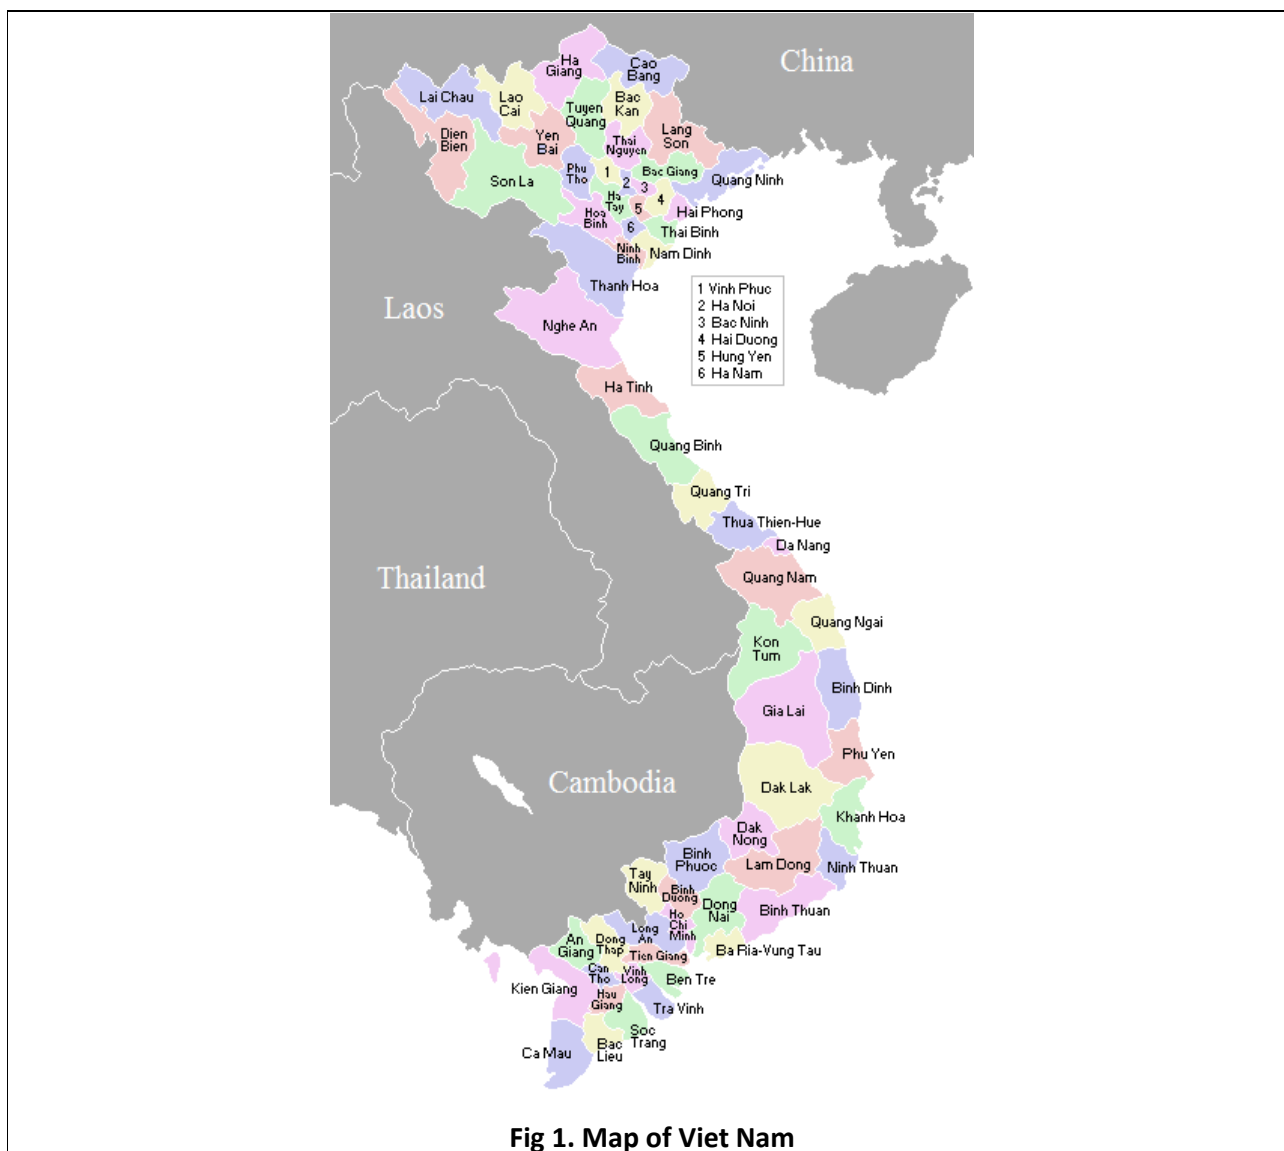 China
Ha
Giang
Cao
Bang
Lai Chau
Lao
Cai
Tuyen
Quang
Bac
Kan
Dien
Bien
Yen
Bai
Thai
Nguyen
Lang
Son
Son La
Phu
Tho
1
2
3
4
5
6
Bac Giang
Quang Ninh
Ha
Tay
Hoa
Binh
Hai Phong
Thai Binh
Ninh
Binh
Nam Dinh
Thanh Hoa
1 Vinh Phuc
2 Ha Noi
3 Bac Ninh
4 Hai Duong
5 Hung Yen
6 Ha Nam
Laos
Nghe An
Ha Tinh
Quang Binh
Quang Tri
Thua Thien-Hue
Da Nang
Thailand
Quang Nam
Quang Ngai
Kon
Tum
Binh Dinh
Gia Lai
Phu Yen
Cambodia
Dak Lak
Khanh Hoa
Dak
Nong
Binh
Phuoc
Lam Dong
Ninh Thuan
Tay
Ninh
Binh
Duong
Dong
Nai
Binh Thuan
Ho
Chi
Minh
Long
An
An
Giang
Dong
Thap
Tien Giang
Ba Ria-Vung Tau
Can
Tho
Vinh
Long
Ben Tre
Kien Giang
Hau
Giang
Tra Vinh
Soc
Trang
Bac
Lieu
Ca Mau
Fig 1. Map of Viet Nam